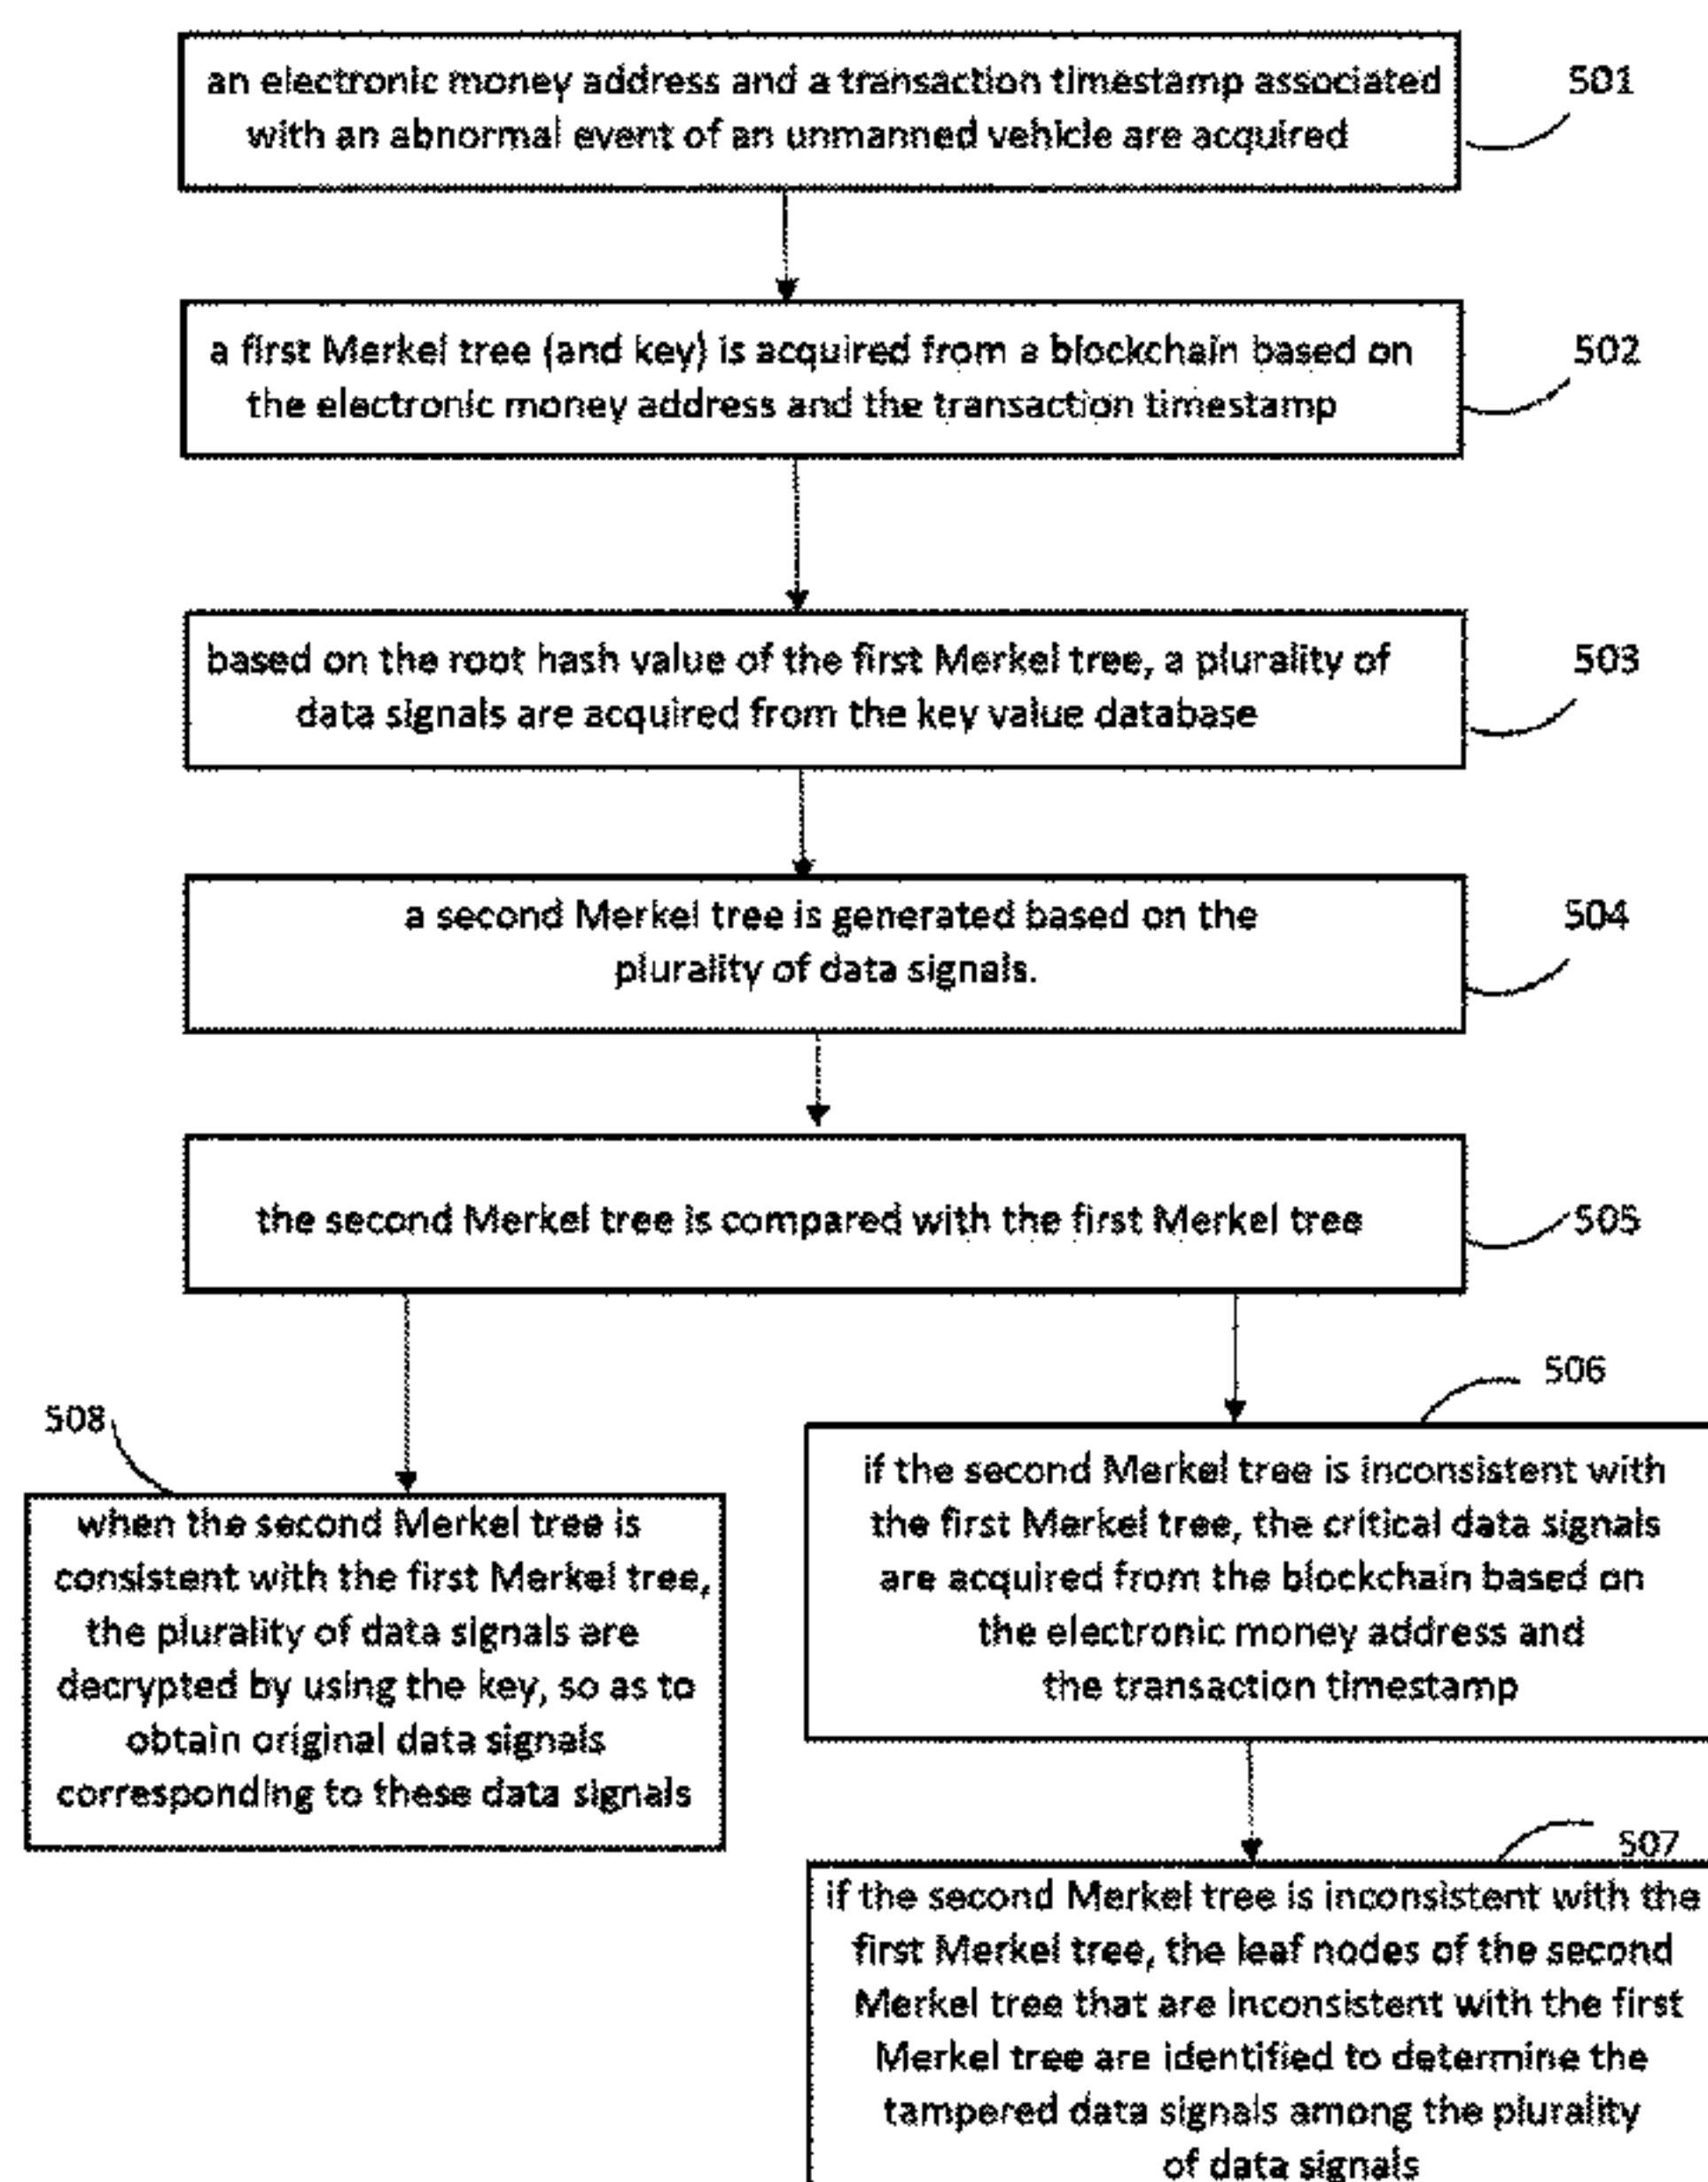 an electronic money address and a transaction timestamp associated
with an abnormal event of an unmanned vehicle are acquired
501
a first Merkel tree (and key) is acquired from a blockchain based on
the electronic money address and the transaction timestamp
502
based on the root hash value of the first Merkel tree, a plurality of
data signals are acquired from the key value database
503
a second Merkel tree is generated based on the
plurality of data signals.
504
the second Merkel tree is compared with the first Merkel tree
505
508
when the second Merkel tree is
consistent with the first Merkel tree,
the plurality of data signals are
decrypted by using the key, so as to
obtain original data signals
corresponding to these data signals
506
if the second Merkel tree is inconsistent with
the first Merkel tree, the critical data signals
are acquired from the blockchain based on
the electronic money address and
the transaction timestamp
507
if the second Merkel tree is inconsistent with the
first Merkel tree, the leaf nodes of the second
Merkel tree that are inconsistent with the first
Merkel tree are identified to determine the
tampered data signals among the plurality
of data signals